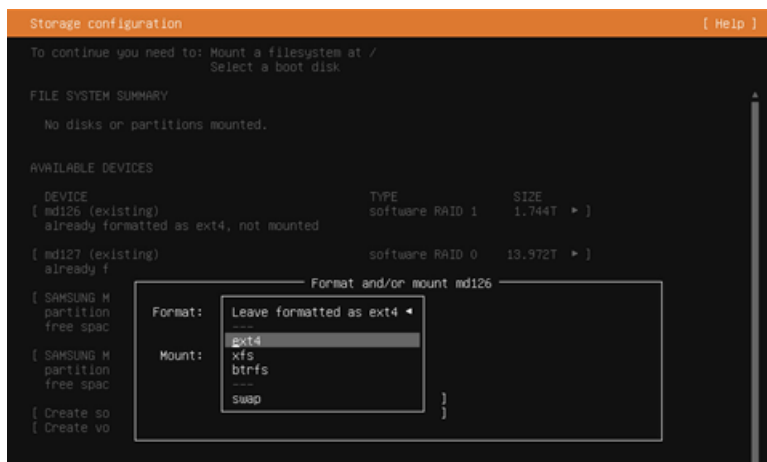 Storage configuration [ Help ]
To continue you need to: Mount a filesystem at /
Select a boot disk
FILE SYSTEM SUMMARY
No disks or partitions mounted.
AVAILABLE DEVICES
DEVICE TYPE SIZE
[ md126 (existing) software RAID 1 1.744T ▸ ]
already formatted as ext4, not mounted
[ md127 (existing) software RAID 0 13.972T ▸ ]
already f
Format and/or mount md126
[ SAMSUNG M
partition Format: Leave formatted as ext4 ◂
free spac ---
ext4
[ SAMSUNG M Mount: xfs
partition btrfs
free spac ---
swap ]
[ Create so ]
[ Create vo